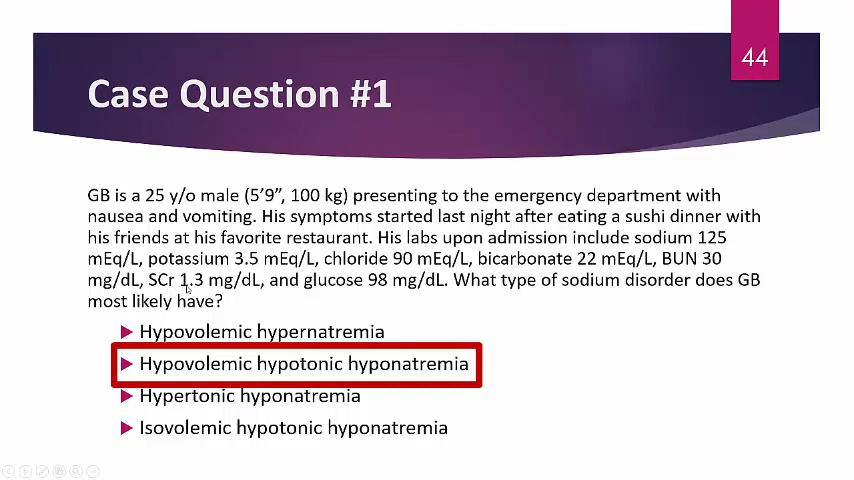 44
Case Question #1
GB is a 25 y/o male (5’9”, 100 kg) presenting to the emergency department with
nausea and vomiting. His symptoms started last night after eating a sushi dinner with
his friends at his favorite restaurant. His labs upon admission include sodium 125
mEq/L, potassium 3.5 mEq/L, chloride 90 mEq/L, bicarbonate 22 mEq/L, BUN 30
mg/dL, SCr 1.3 mg/dL, and glucose 98 mg/dL. What type of sodium disorder does GB
most likely have?
Hypovolemic hypernatremia
Hypovolemic hypotonic hyponatremia
Hypertonic hyponatremia
Isovolemic hypotonic hyponatremia